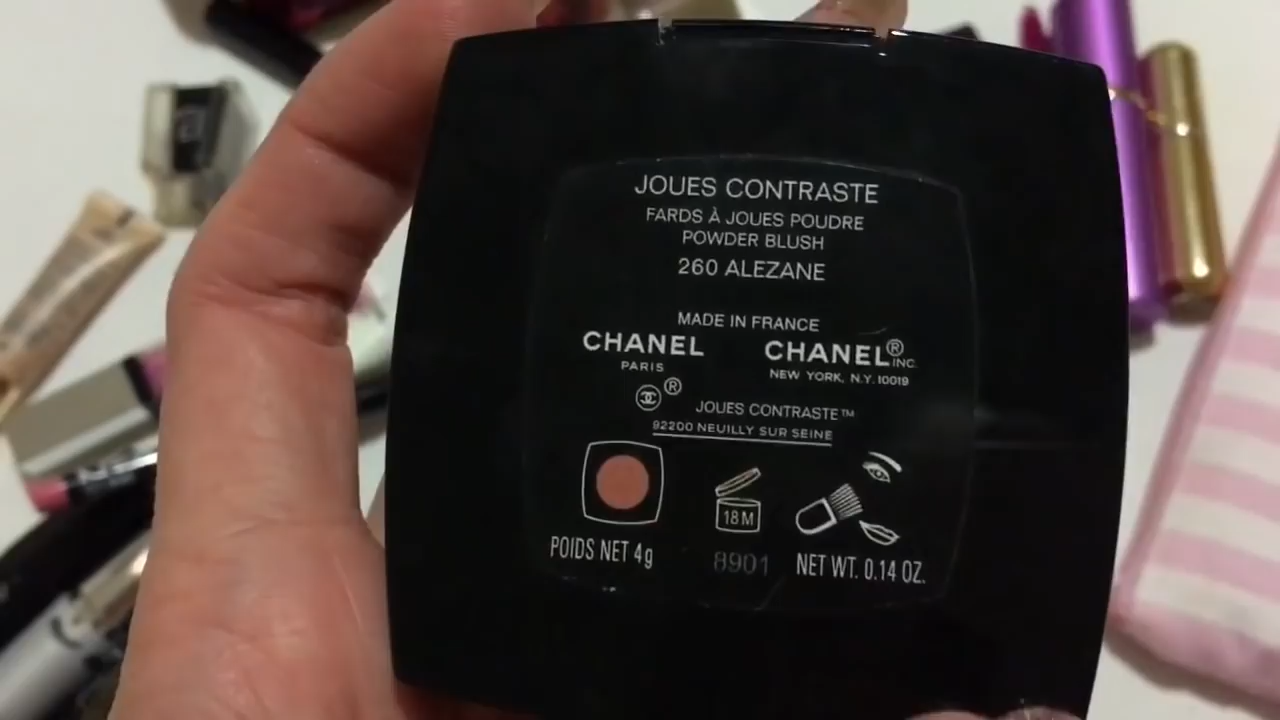 JOUES CONTRASTE
FARDS À JOUES POUDRE
POWDER BLUSH
260 ALEZANE
MADE IN FRANCE
CHANEL CHANEL® INC.
PARIS NEW YORK, N.Y. 10019
® JOUES CONTRASTE™
92200 NEUILLY SUR SEINE
18M
POIDS NET 4g 8901 NET WT. 0.14 OZ.